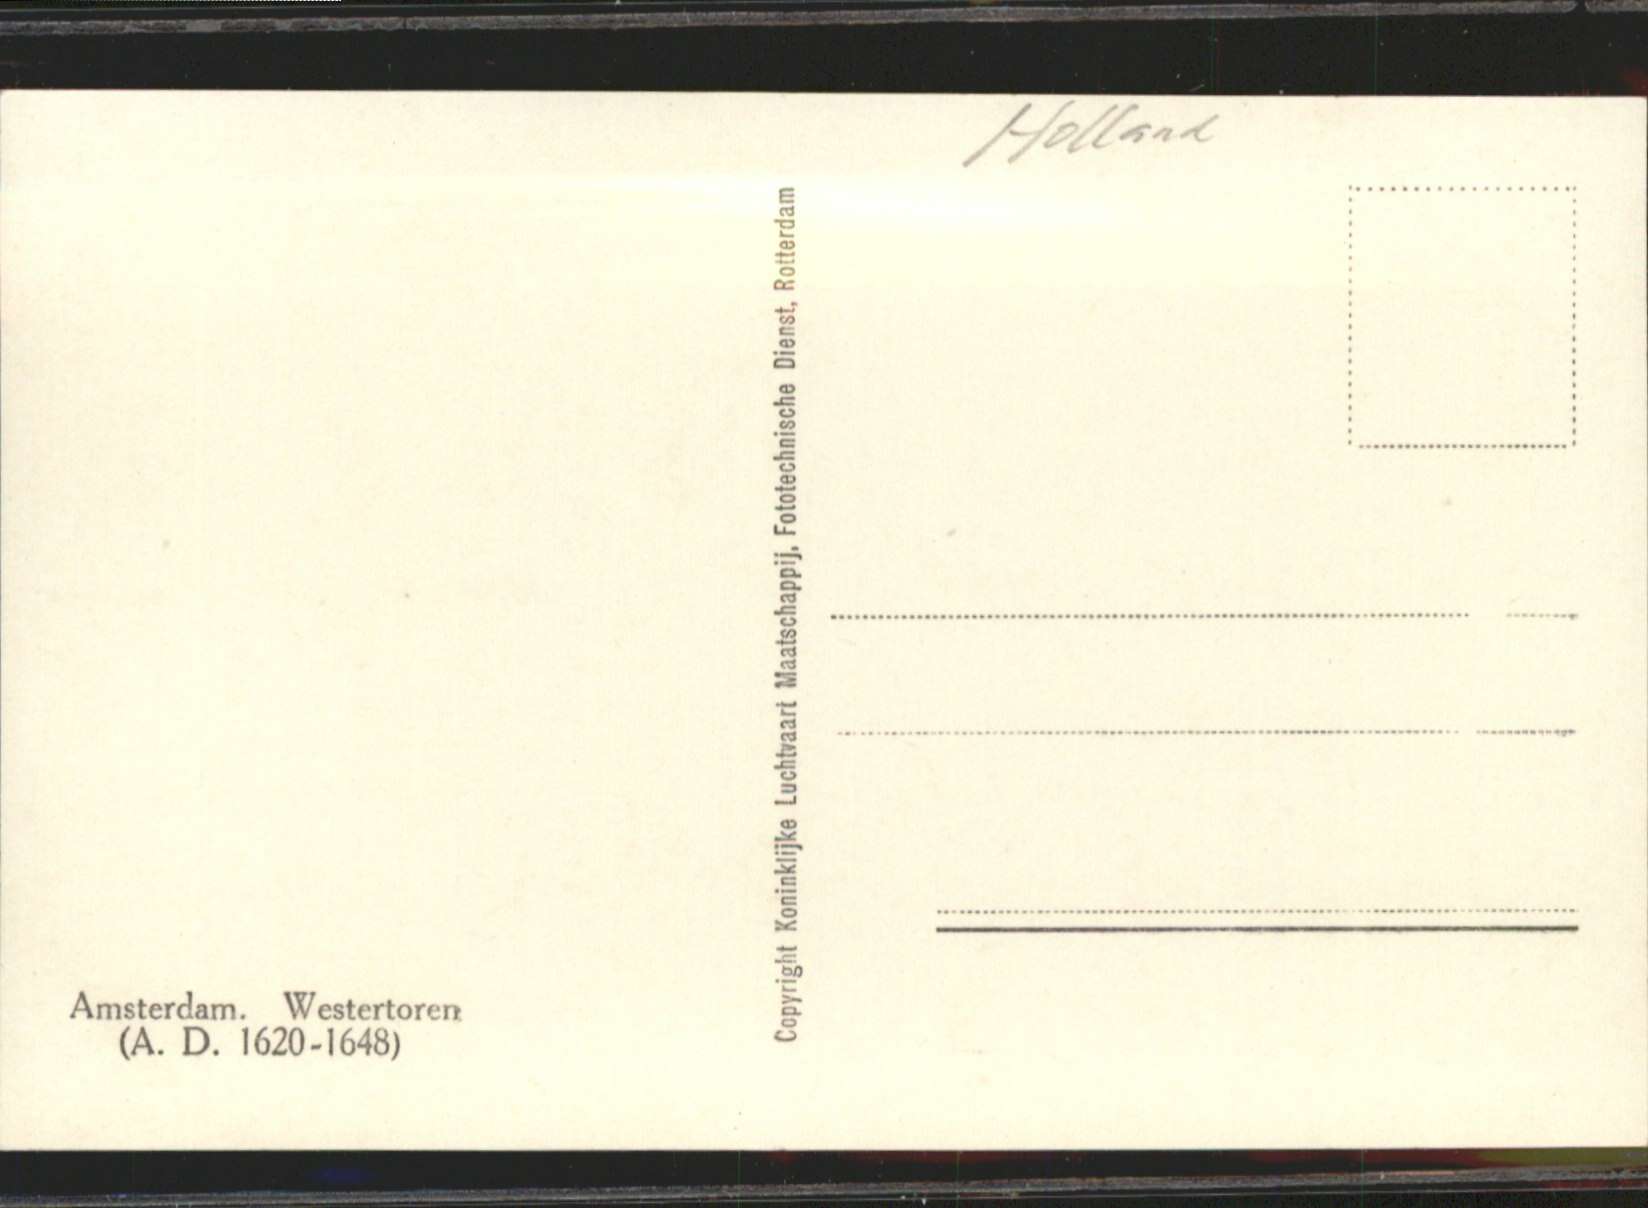 Holland
Copyright Koninklijke Luchtvaart Maatschappij, Fototechnische Dienst, Rotterdam
Amsterdam. Westertoren
(A. D. 1620-1648)